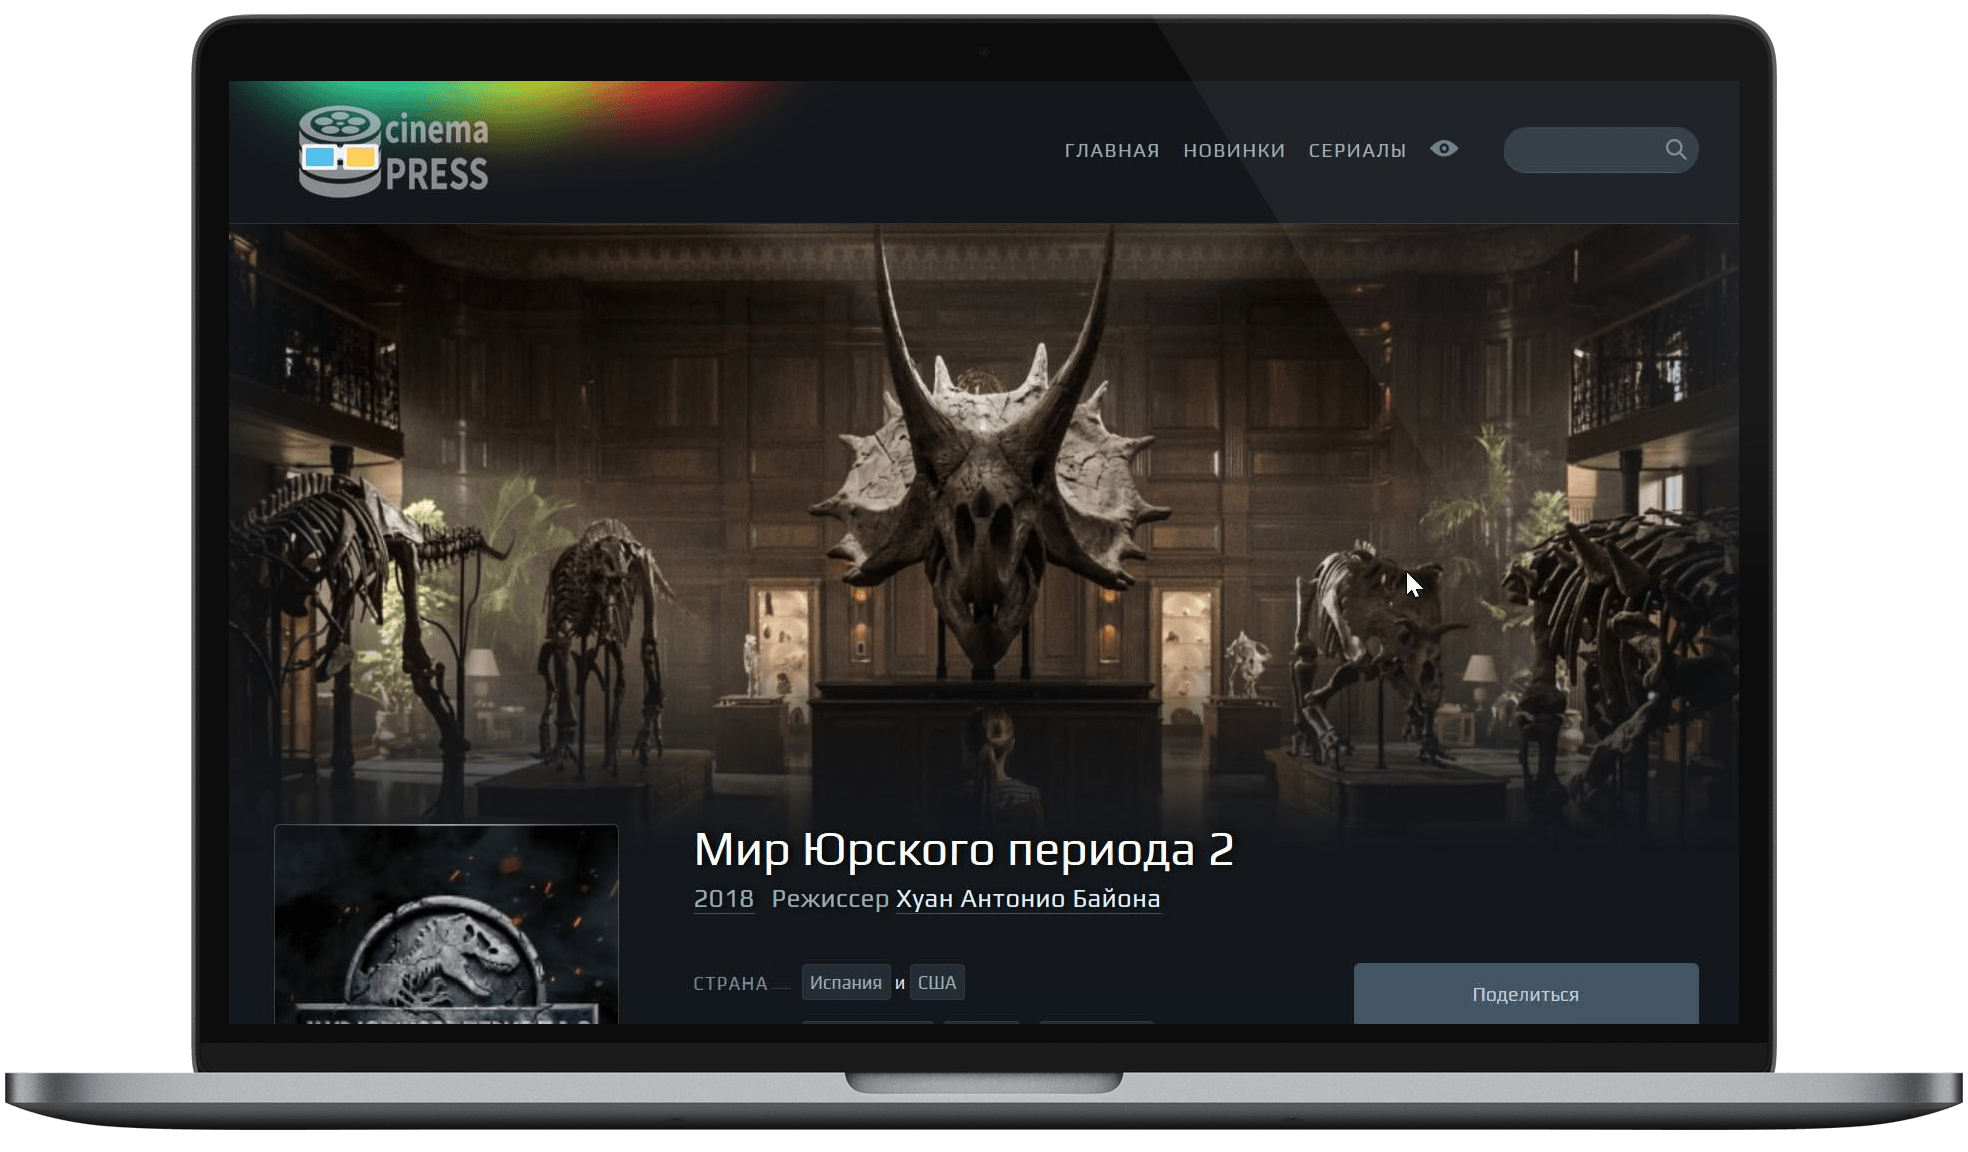 cinema
PRESS
ГЛАВНАЯ НОВИНКИ СЕРИАЛЫ
Мир Юрского периода 2
2018 Режиссер Хуан Антонио Байона
СТРАНА Испания и США
Поделиться